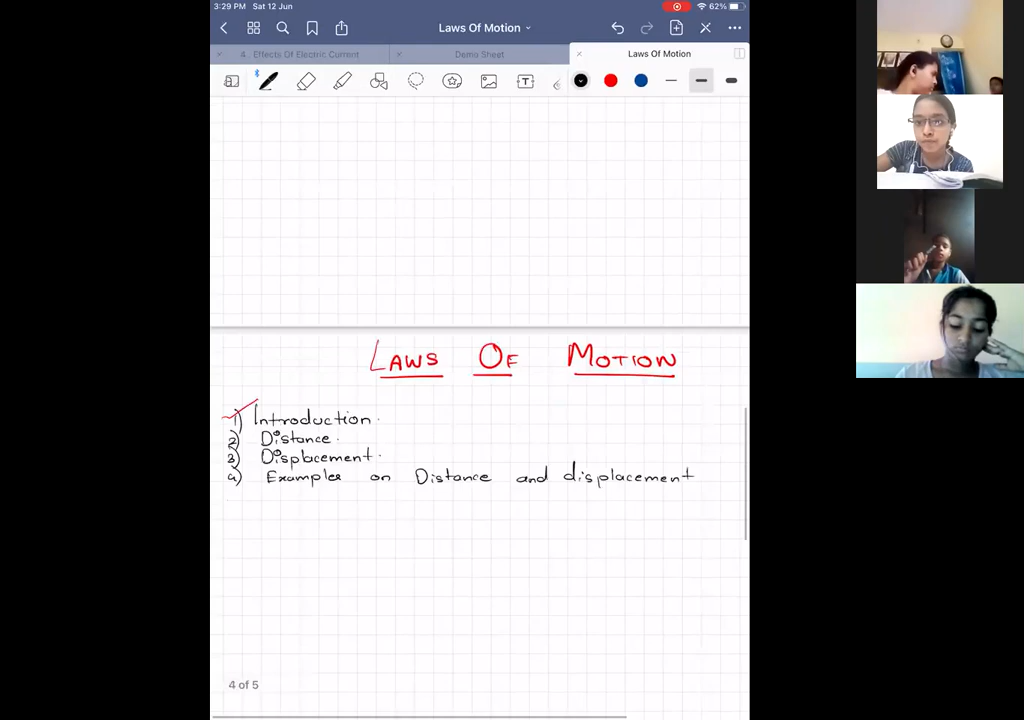 3:29 PM Sat 12 Jun 62%
Laws Of Motion
4. Effects Of Electric Current Demo Sheet Laws Of Motion
T
LAWS OF MOTION
1) Introduction.
2) Distance.
3) Displacement.
4) Examples on Distance and displacement
4 of 5